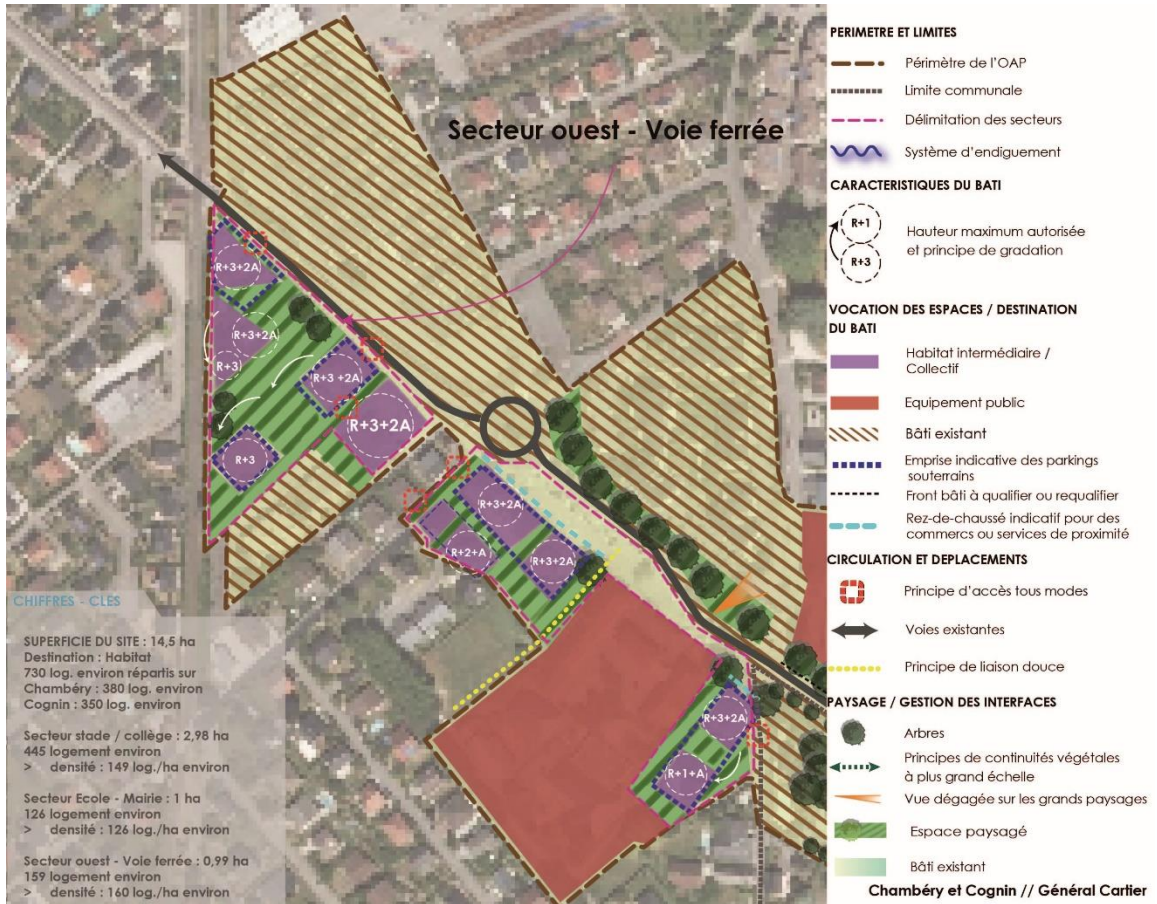 Secteur ouest - Voie ferrée
R+3+2A
R+3+2A
R+3
R+3 +2A
R+3+2A
R+3
R+3+2A
R+2+A
R+3+2A
R+3+2A
R+1+A
CHIFFRES - CLES
SUPERFICIE DU SITE : 14,5 ha
Destination : Habitat
730 log. environ répartis sur
Chambéry : 380 log. environ
Cognin : 350 log. environ
Secteur stade / collège : 2,98 ha
445 logement environ
> densité : 149 log./ha environ
Secteur Ecole - Mairie : 1 ha
126 logement environ
> densité : 126 log./ha environ
Secteur ouest - Voie ferrée : 0,99 ha
159 logement environ
> densité : 160 log./ha environ
PERIMETRE ET LIMITES
Périmètre de l'OAP
Limite communale
Délimitation des secteurs
Système d'endiguement
CARACTERISTIQUES DU BATI
R+1
R+3
Hauteur maximum autorisée
et principe de gradation
VOCATION DES ESPACES / DESTINATION
DU BATI
Habitat intermédiaire /
Collectif
Equipement public
Bâti existant
Emprise indicative des parkings
souterrains
Front bâti à qualifier ou requalifier
Rez-de-chaussé indicatif pour des
commercs ou services de proximité
CIRCULATION ET DEPLACEMENTS
Principe d'accès tous modes
Voies existantes
Principe de liaison douce
PAYSAGE / GESTION DES INTERFACES
Arbres
Principes de continuités végétales
à plus grand échelle
Vue dégagée sur les grands paysages
Espace paysagé
Bâti existant
Chambéry et Cognin // Général Cartier